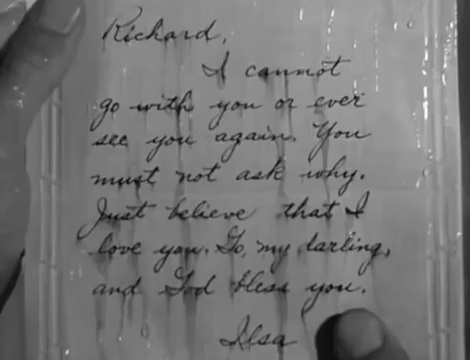 Richard,
I cannot
go with you or ever
see you again. You
must not ask why.
Just believe that I
love you. Go, my darling,
and God bless you.
Ilsa